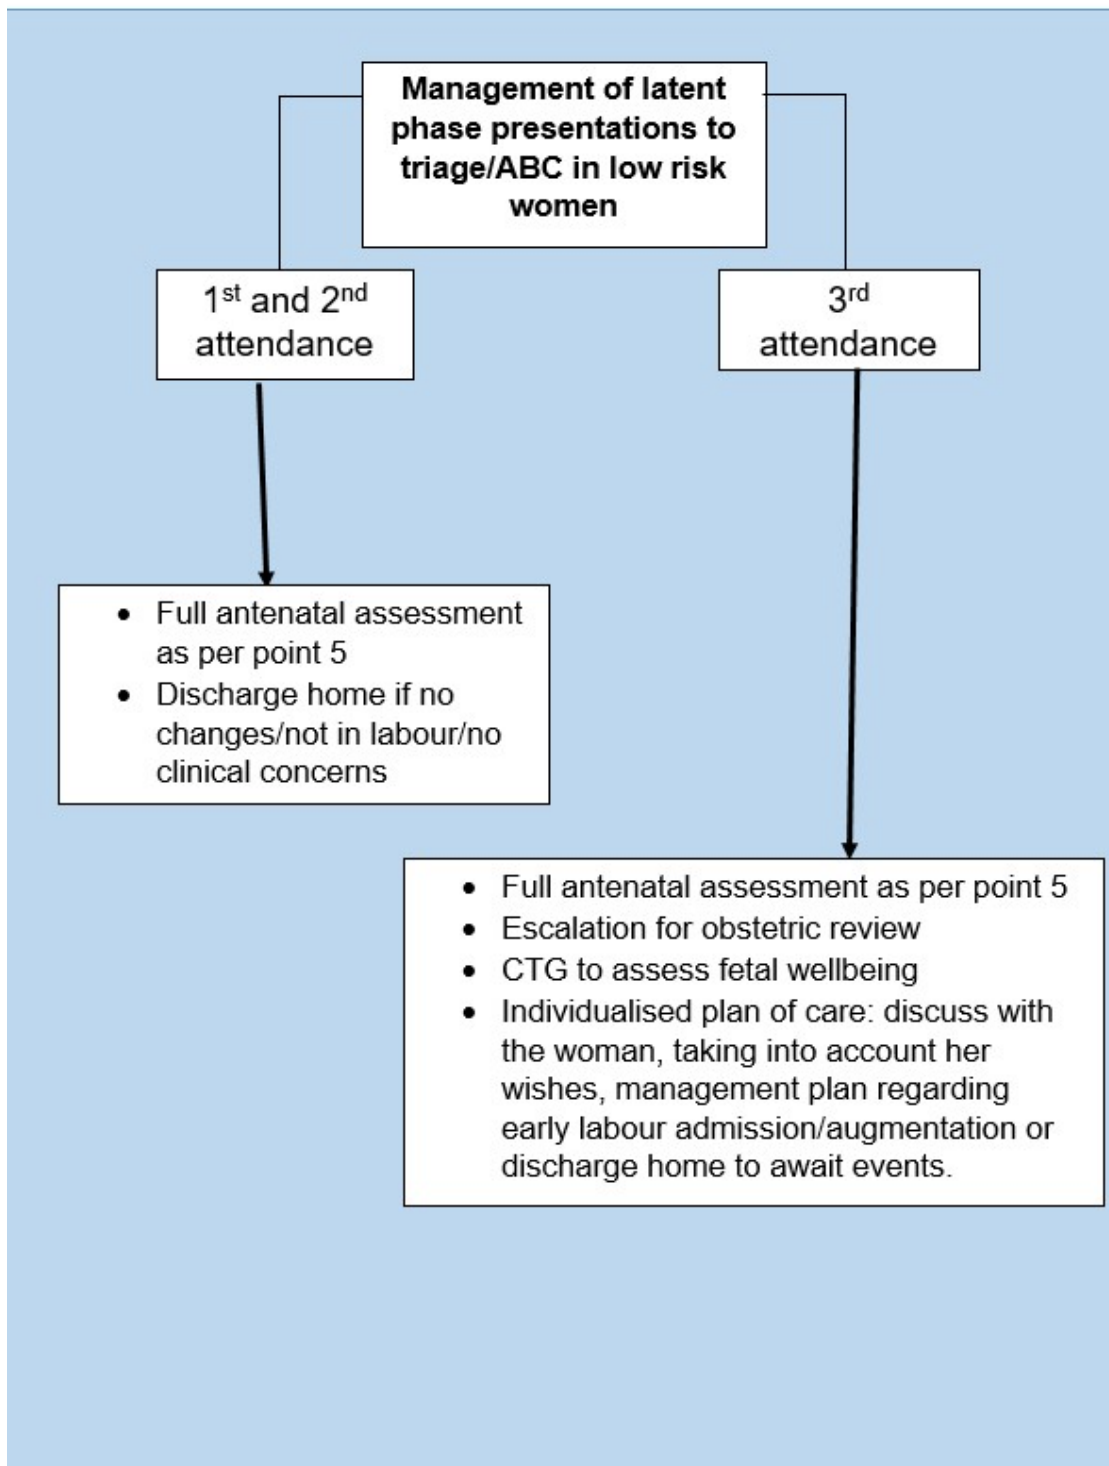 Management of latent
phase presentations to
triage/ABC in low risk
women
1st and 2nd
attendance
3rd
attendance
• Full antenatal assessment
as per point 5
• Discharge home if no
changes/not in labour/no
clinical concerns
• Full antenatal assessment as per point 5
• Escalation for obstetric review
• CTG to assess fetal wellbeing
• Individualised plan of care: discuss with
the woman, taking into account her
wishes, management plan regarding
early labour admission/augmentation or
discharge home to await events.